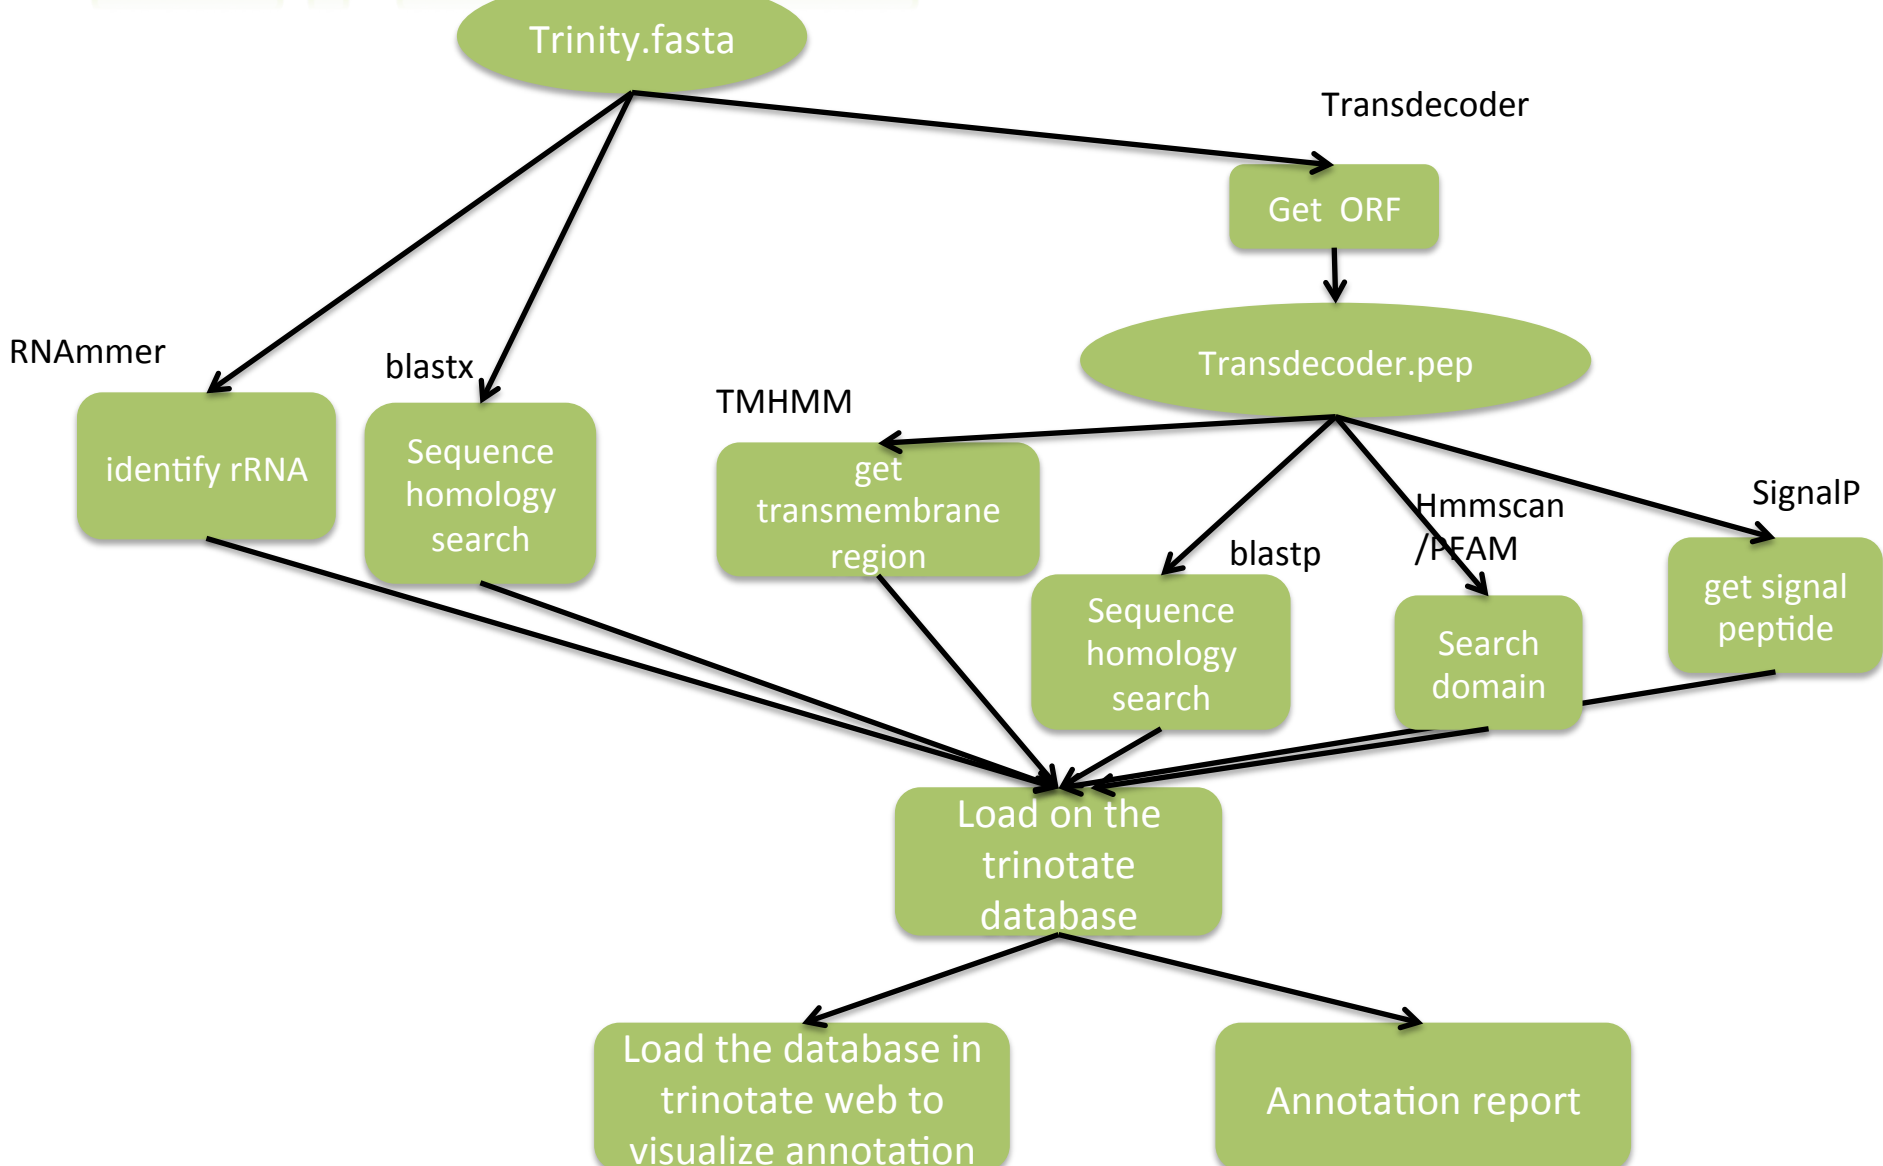 Trinity.fasta
Transdecoder
Get ORF
RNAmmer
blastx
Transdecoder.pep
TMHMM
identify rRNA
Sequence
homology
search
get
transmembrane
region
blastp
Hmmscan
/PFAM
SignalP
Sequence
homology
search
Search
domain
get signal
peptide
Load on the
trinotate
database
Load the database in
trinotate web to
visualize annotation
Annotation report